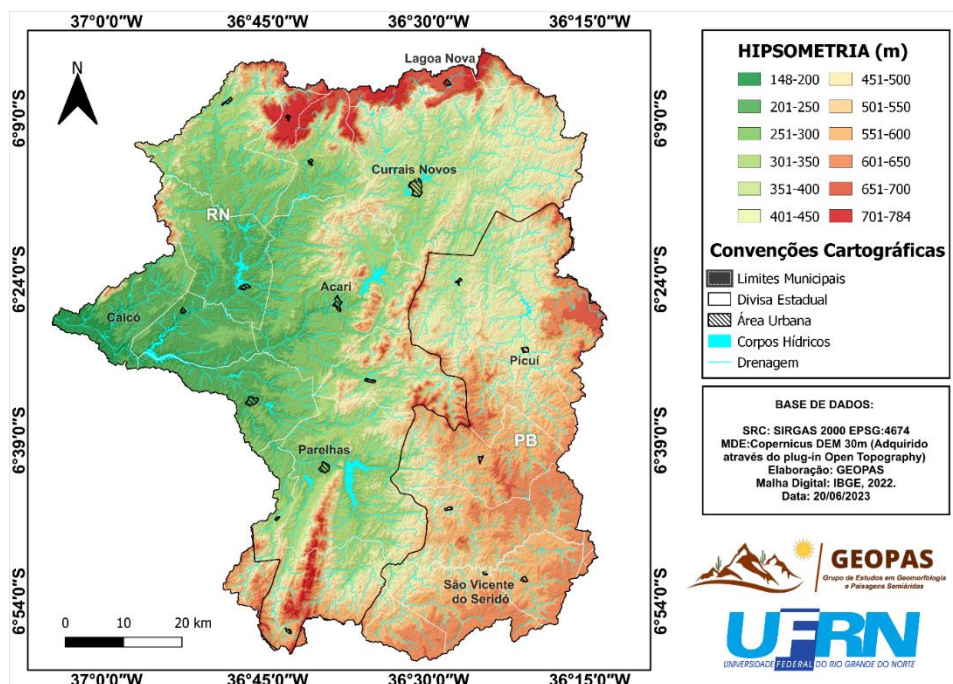 37°0'0"W 36°45'0"W 36°30'0"W 36°15'0"W
N
6°9'0"S
6°24'0"S
6°39'0"S
6°54'0"S
Lagoa Nova
Currais Novos
RN
Acari
Caicó
Picuí
PB
Parelhas
São Vicente
do Seridó
0 10 20 km
6°9'0"S
6°24'0"S
6°39'0"S
6°54'0"S
37°0'0"W 36°45'0"W 36°30'0"W 36°15'0"W
HIPSOMETRIA (m)
148-200 451-500
201-250 501-550
251-300 551-600
301-350 601-650
351-400 651-700
401-450 701-784
Convenções Cartográficas
Limites Municipais
Divisa Estadual
Área Urbana
Corpos Hídricos
Drenagem
BASE DE DADOS:
SRC: SIRGAS 2000 EPSG:4674
MDE:Copernicus DEM 30m (Adquirido
através do plug-in Open Topography)
Elaboração: GEOPAS
Malha Digital: IBGE, 2022.
Data: 20/06/2023
GEOPAS
Grupo de Estudos em Geomorfologia
e Paisagens Semiáridas
UFRN
UNIVERSIDADE FEDERAL DO RIO GRANDE DO NORTE